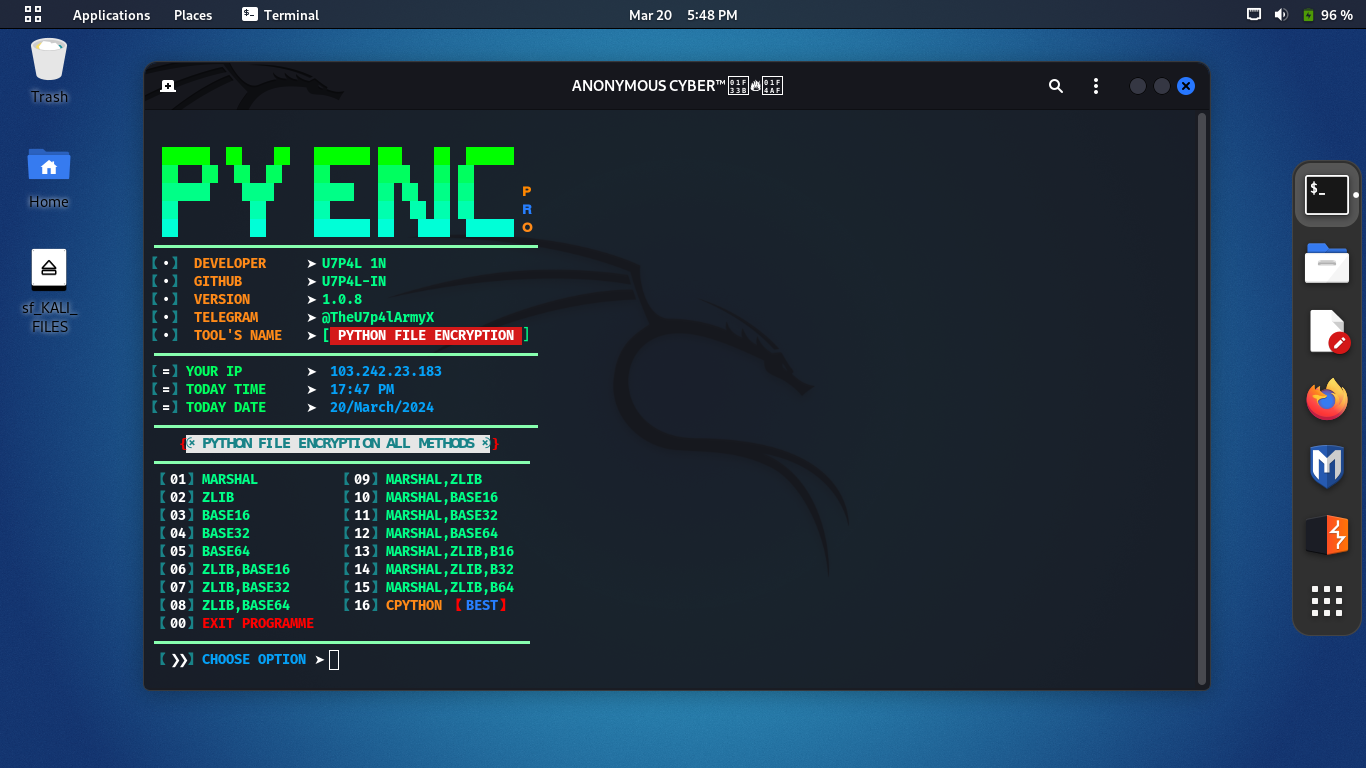 Applications Places Terminal Mar 20 5:48 PM 96 %
Trash
Home
sf_KALI_
FILES
ANONYMOUS CYBER™
PY ENC
P
R
O
[•] DEVELOPER ➤ U7P4L 1N
[•] GITHUB ➤ U7P4L-IN
[•] VERSION ➤ 1.0.8
[•] TELEGRAM ➤ @TheU7p4lArmyX
[•] TOOL'S NAME ➤ [ PYTHON FILE ENCRYPTION ]
[=] YOUR IP ➤ 103.242.23.183
[=] TODAY TIME ➤ 17:47 PM
[=] TODAY DATE ➤ 20/March/2024
{ PYTHON FILE ENCRYPTION ALL METHODS }
【01】MARSHAL 【09】MARSHAL,ZLIB
【02】ZLIB 【10】MARSHAL,BASE16
【03】BASE16 【11】MARSHAL,BASE32
【04】BASE32 【12】MARSHAL,BASE64
【05】BASE64 【13】MARSHAL,ZLIB,B16
【06】ZLIB,BASE16 【14】MARSHAL,ZLIB,B32
【07】ZLIB,BASE32 【15】MARSHAL,ZLIB,B64
【08】ZLIB,BASE64 【16】CPYTHON 【BEST】
【00】EXIT PROGRAMME
【❯❯】CHOOSE OPTION ➤